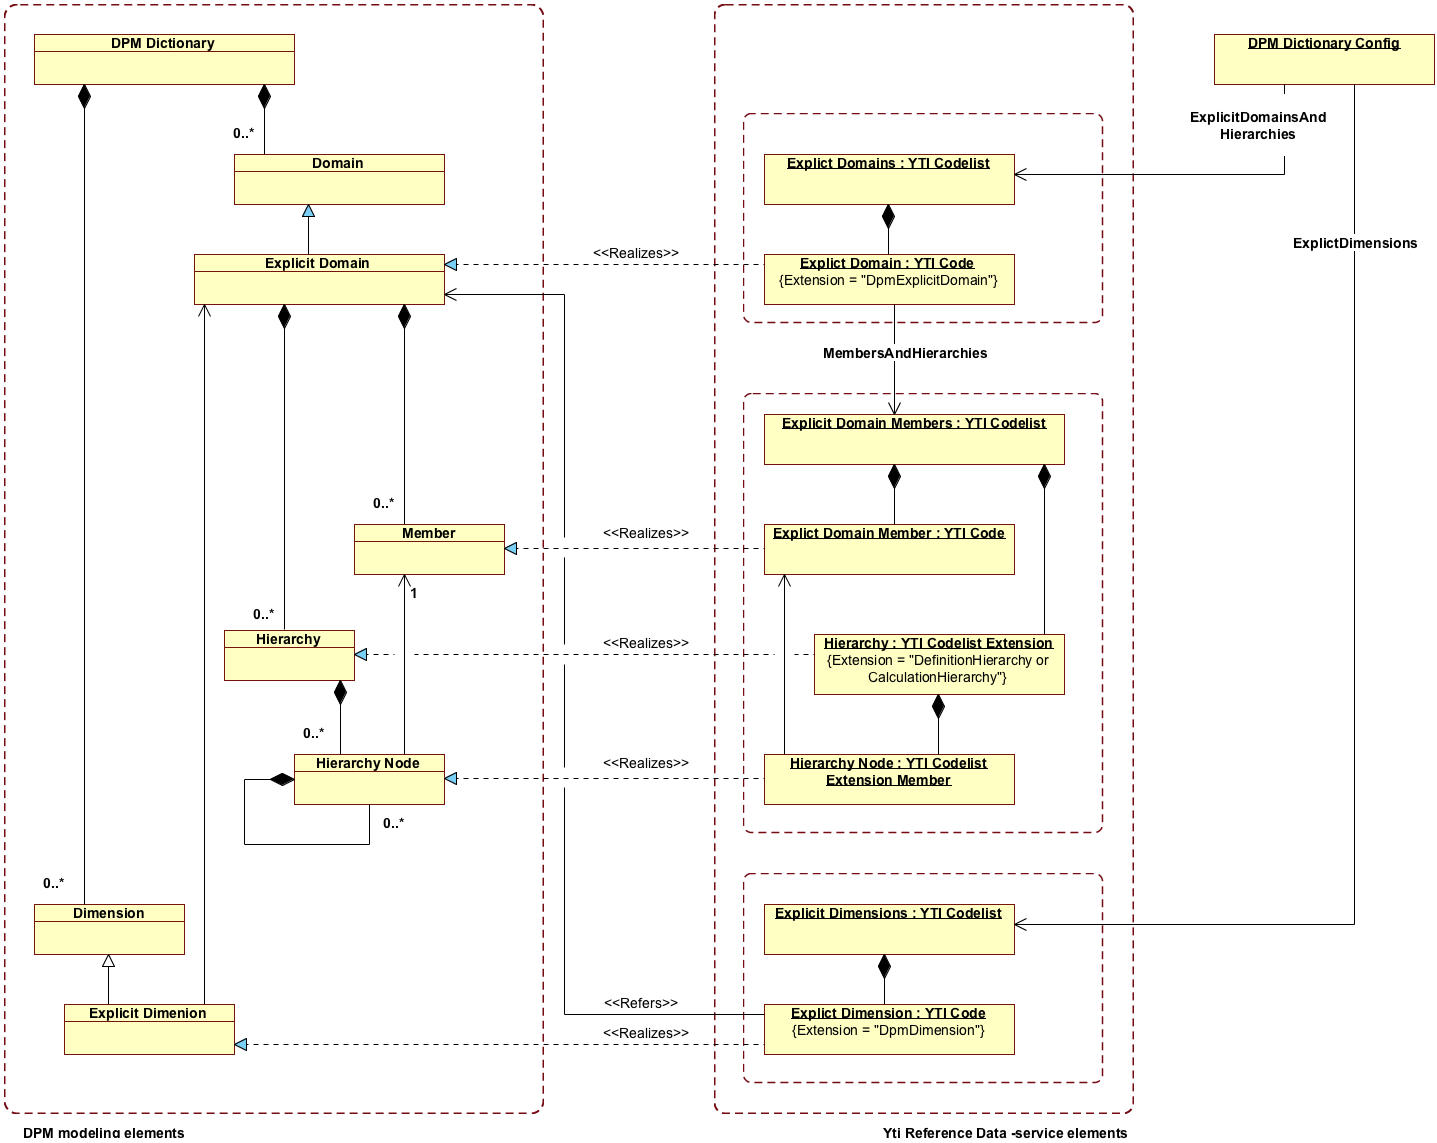 DPM Dictionary
DPM Dictionary Config
ExplicitDomainsAnd
Hierarchies
0..*
Domain
Explict Domains : YTI Codelist
ExplictDimensions
<<Realizes>>
Explicit Domain
Explict Domain : YTI Code
{Extension = "DpmExplicitDomain"}
MembersAndHierarchies
Explicit Domain Members : YTI Codelist
0..*
Member
<<Realizes>>
Explict Domain Member : YTI Code
1
0..*
Hierarchy
<<Realizes>>
Hierarchy : YTI Codelist Extension
{Extension = "DefinitionHierarchy or
CalculationHierarchy"}
0..*
Hierarchy Node
<<Realizes>>
Hierarchy Node : YTI Codelist
Extension Member
0..*
0..*
Dimension
Explicit Dimensions : YTI Codelist
<<Refers>>
Explicit Dimenion
Explict Dimension : YTI Code
{Extension = "DpmDimension"}
<<Realizes>>
DPM modeling elements
Yti Reference Data -service elements